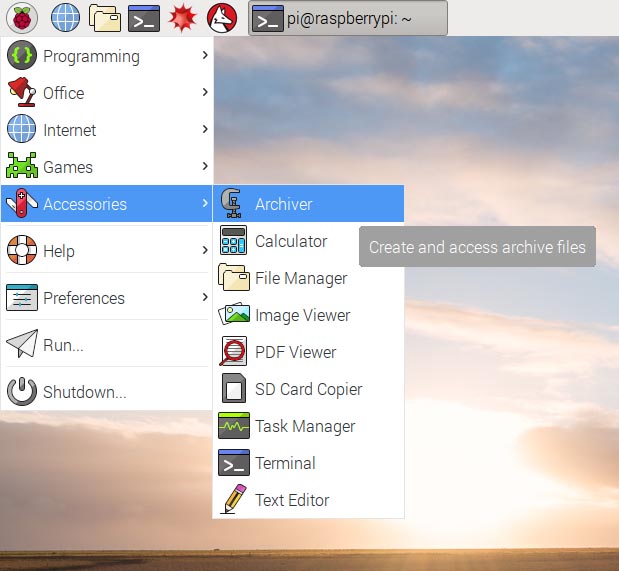 pi@raspberrypi: ~
Programming
Office
Internet
Games
Accessories
Help
Preferences
Run...
Shutdown...
Archiver
Calculator
File Manager
Image Viewer
PDF Viewer
SD Card Copier
Task Manager
Terminal
Text Editor
Create and access archive files